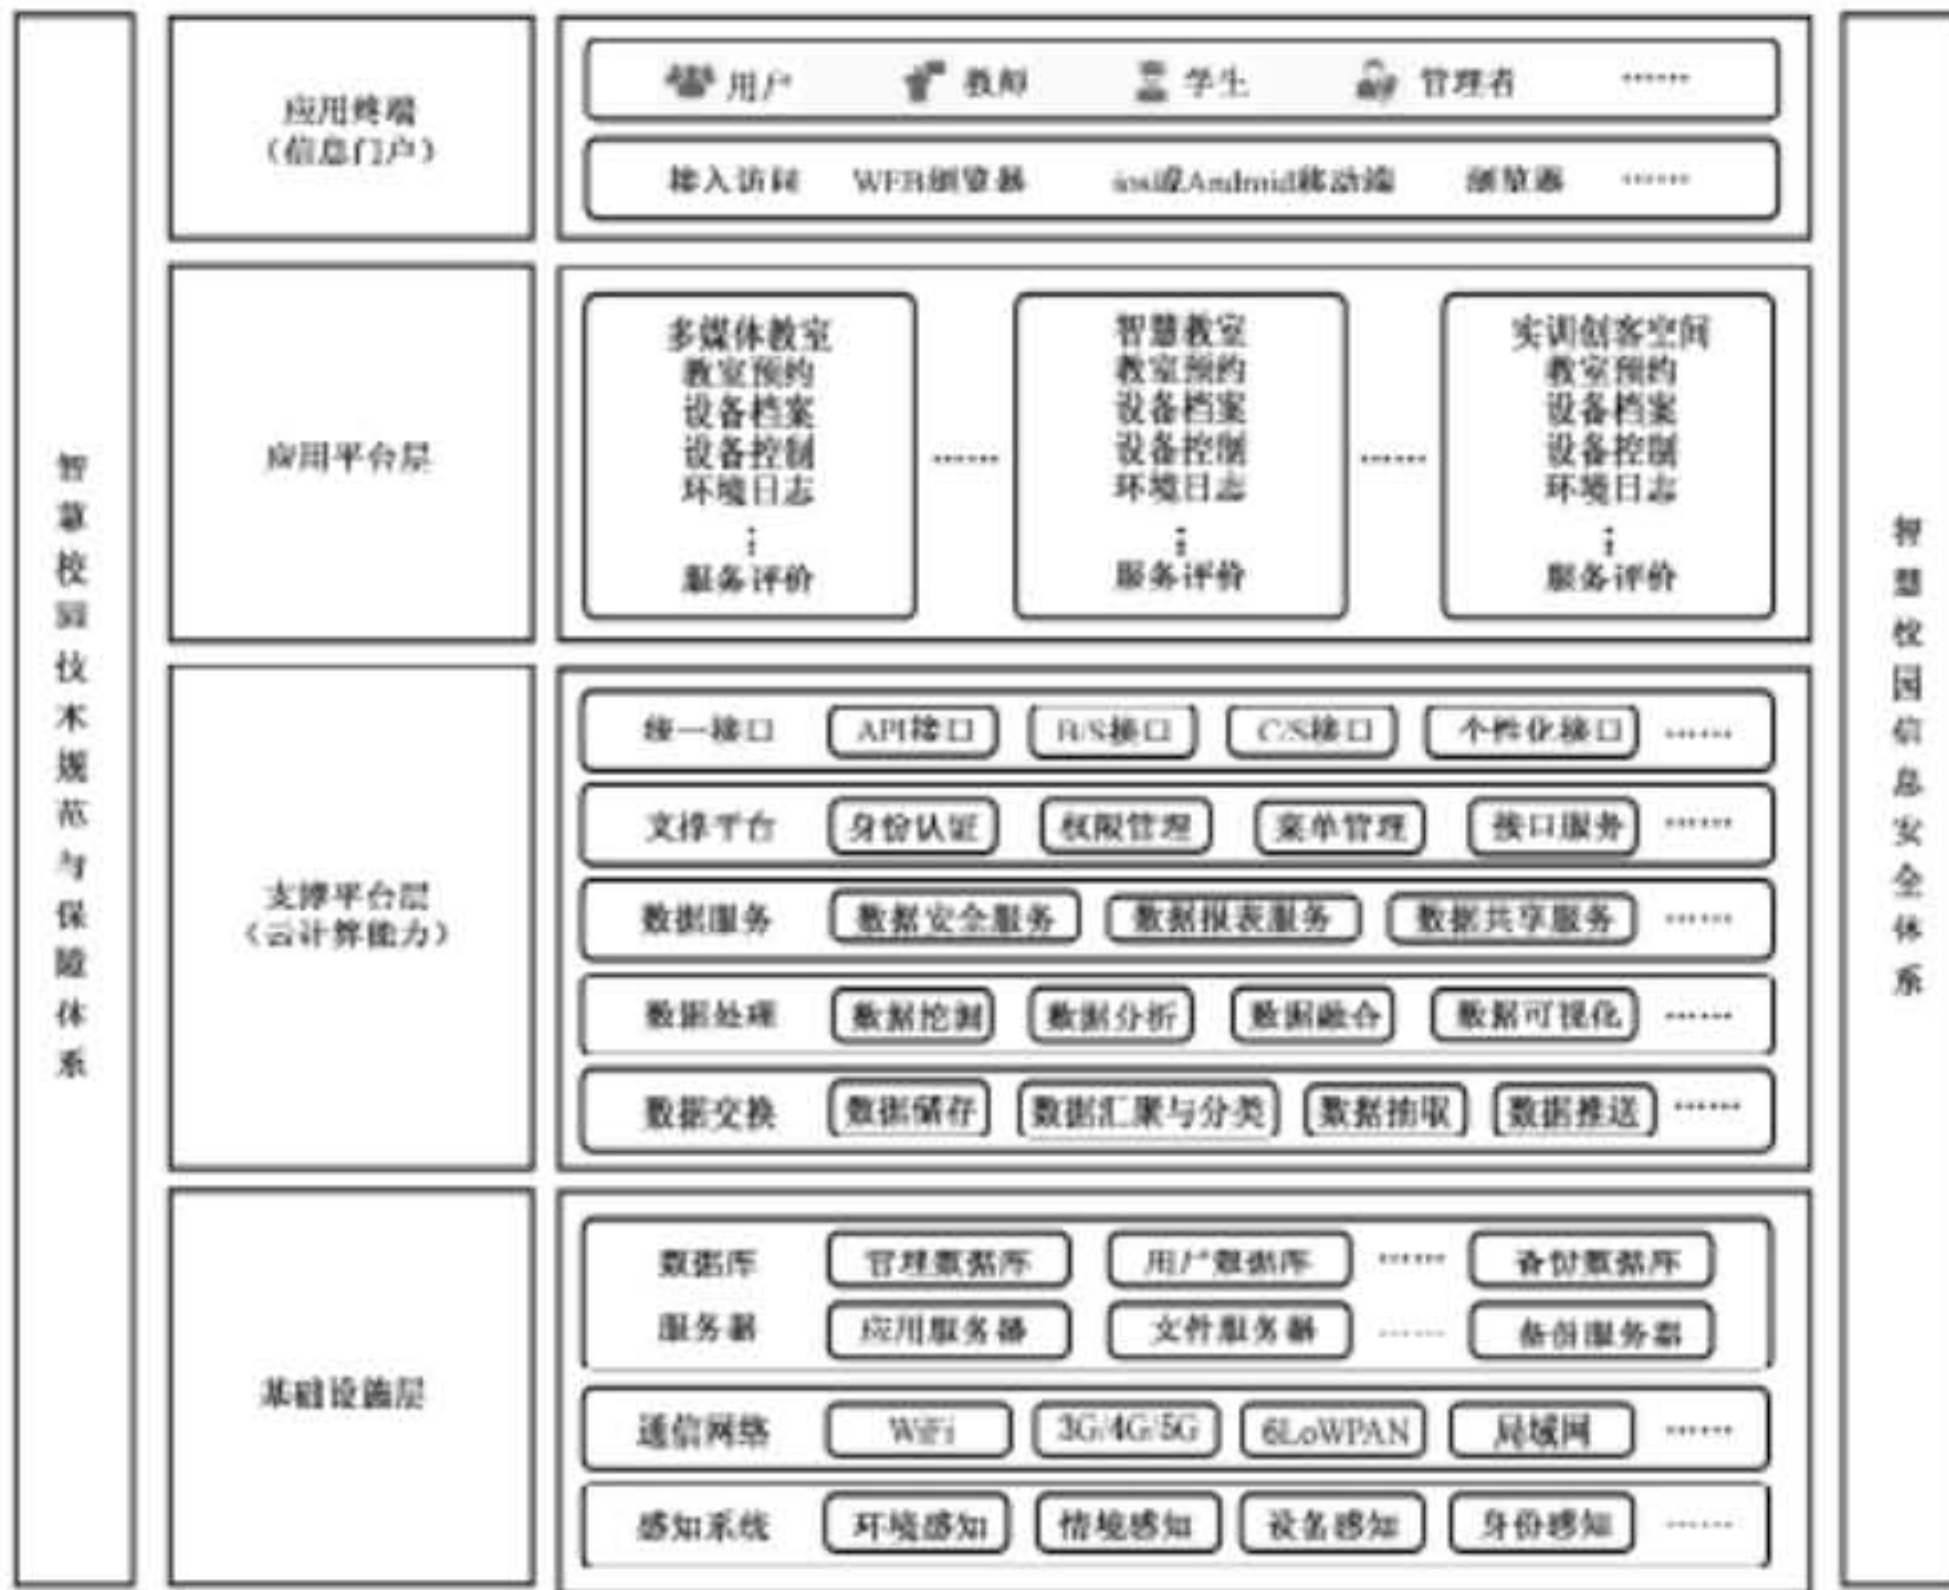 智慧校园技术规范与保障体系
应用终端
（信息门户）
用户 教师 学生 管理者 ……
接入访问 WEB浏览器 ios或Android移动端 浏览器 ……
应用平台层
多媒体教室
教室预约
设备档案
设备控制
环境日志
⋮
服务评价
……
智慧教室
教室预约
设备档案
设备控制
环境日志
⋮
服务评价
……
实训创客空间
教室预约
设备档案
设备控制
环境日志
⋮
服务评价
支撑平台层
（云计算能力）
统一接口 API接口 B/S接口 C/S接口 个性化接口 ……
支撑平台 身份认证 权限管理 菜单管理 接口服务 ……
数据服务 数据安全服务 数据报表服务 数据共享服务 ……
数据处理 数据挖掘 数据分析 数据融合 数据可视化 ……
数据交换 数据储存 数据汇聚与分类 数据抽取 数据推送 ……
基础设施层
数据库 管理数据库 用户数据库 …… 备份数据库
服务器 应用服务器 文件服务器 …… 备份服务器
通信网络 WiFi 3G/4G/5G 6LoWPAN 局域网 ……
感知系统 环境感知 情境感知 设备感知 身份感知 ……
智慧校园信息安全体系